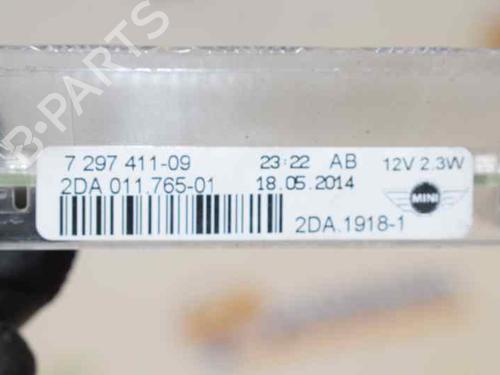 B-PARTS
7 297 411-09 23:22 AB 12V 2.3W
2DA 011.765-01 18.05.2014
MINI
2DA.1918-1